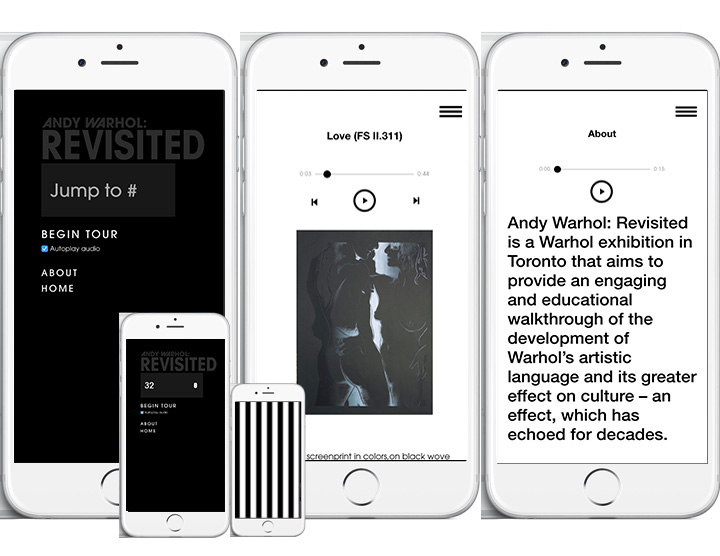 ANDY WARHOL:
REVISITED
Jump to #
BEGIN TOUR
Autoplay audio
ABOUT
HOME
ANDY WARHOL:
REVISITED
32
BEGIN TOUR
Autoplay audio
ABOUT
HOME
Love (FS II.311)
0:03 0:44
screenprint in colors,on black wove
About
0:00 0:15
Andy Warhol: Revisited
is a Warhol exhibition in
Toronto that aims to
provide an engaging
and educational
walkthrough of the
development of
Warhol’s artistic
language and its greater
effect on culture – an
effect, which has
echoed for decades.